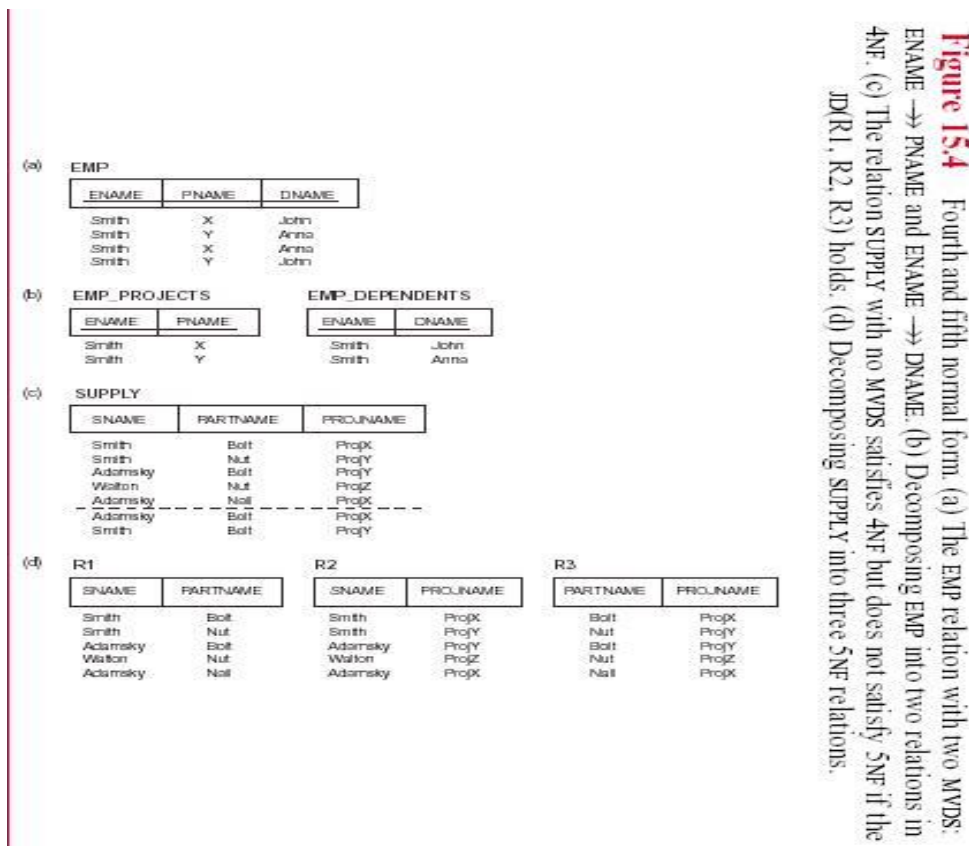 Figure 15.4 Fourth and fifth normal form. (a) The EMP relation with two MVDS:
ENAME →→ PNAME and ENAME →→ DNAME. (b) Decomposing EMP into two relations in
4NF. (c) The relation SUPPLY with no MVDS satisfies 4NF but does not satisfy 5NF if the
JD(R1, R2, R3) holds. (d) Decomposing SUPPLY into three 5NF relations.
(a) EMP
ENAME PNAME DNAME
Smith X John
Smith Y Anna
Smith X Anna
Smith Y John
(b) EMP_PROJECTS EMP_DEPENDENTS
ENAME PNAME ENAME DNAME
Smith X Smith John
Smith Y Smith Anna
(c) SUPPLY
SNAME PARTNAME PROJNAME
Smith Bolt ProjX
Smith Nut ProjY
Adamsky Bolt ProjY
Walton Nut ProjZ
Adamsky Nail ProjX
Adamsky Bolt ProjX
Smith Bolt ProjY
(d) R1 R2 R3
SNAME PARTNAME SNAME PROJNAME PARTNAME PROJNAME
Smith Bolt Smith ProjX Bolt ProjX
Smith Nut Smith ProjY Nut ProjY
Adamsky Bolt Adamsky ProjY Bolt ProjY
Walton Nut Walton ProjZ Nut ProjZ
Adamsky Nail Adamsky ProjX Nail ProjX